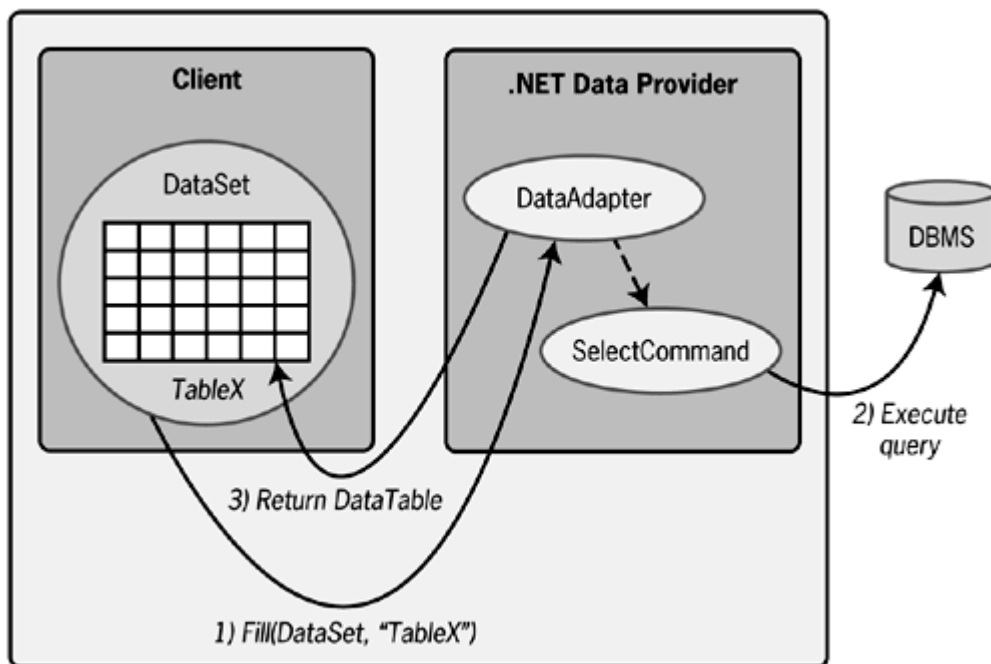 Client
.NET Data Provider
DataSet
DataAdapter
DBMS
SelectCommand
TableX
2) Execute
query
3) Return DataTable
1) Fill(DataSet, “TableX”)